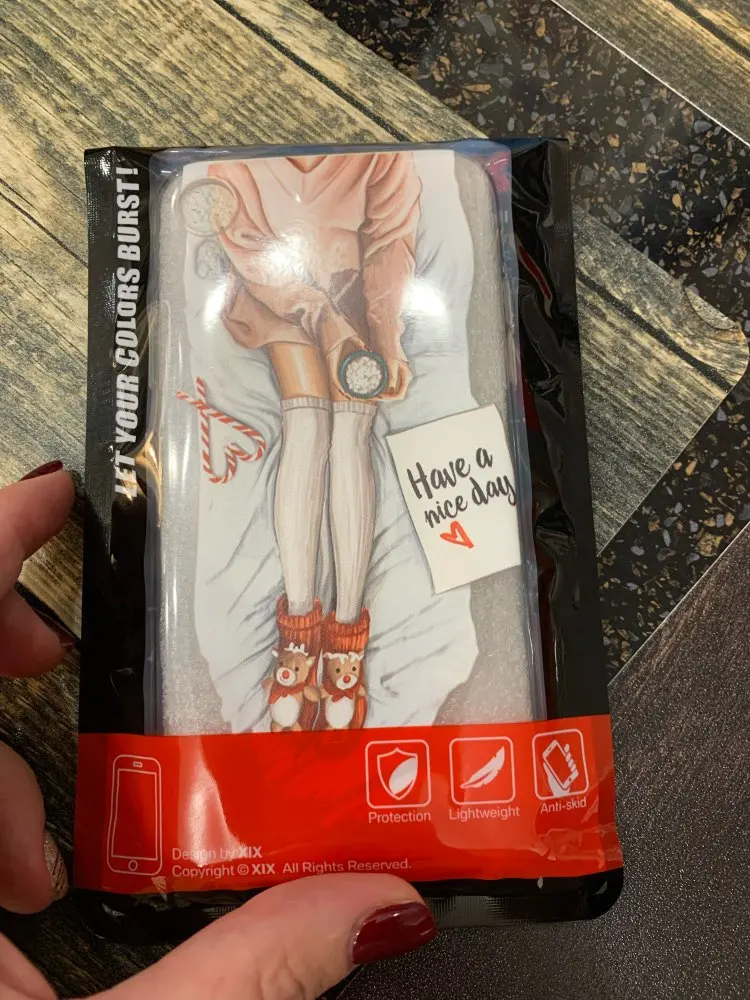 LET YOUR COLORS BURST!
Have a
nice day
Protection
Lightweight
Anti-skid
Design by XIX
Copyright © XIX All Rights Reserved.